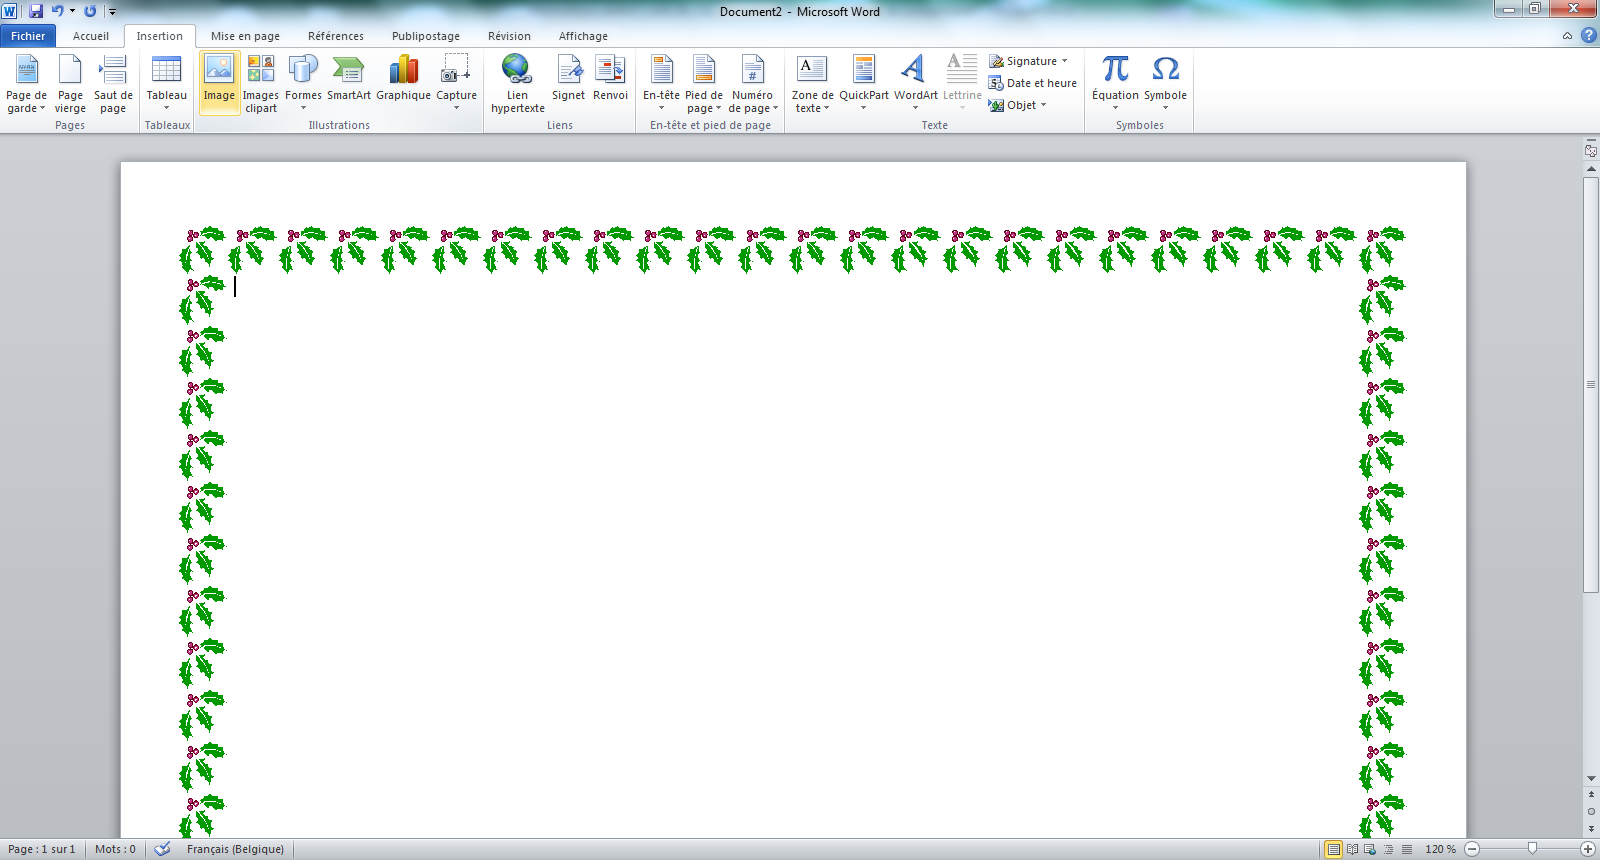 Document2 - Microsoft Word
Fichier Accueil Insertion Mise en page Références Publipostage Révision Affichage
Page de garde
Page vierge
Saut de page
Pages
Tableau
Tableaux
Image
Images clipart
Formes
SmartArt
Graphique
Capture
Illustrations
Lien hypertexte
Signet
Renvoi
Liens
En-tête
Pied de page
Numéro de page
En-tête et pied de page
Zone de texte
QuickPart
WordArt
Lettrine
Signature
Date et heure
Objet
Texte
Équation
Symbole
Symboles
Page : 1 sur 1 Mots : 0 Français (Belgique) 120 %